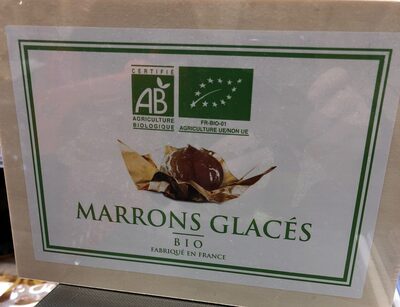 CERTIFIÉ
AB
AGRICULTURE
BIOLOGIQUE
FR-BIO-01
AGRICULTURE UE/NON UE
MARRONS GLACÉS
BIO
FABRIQUÉ EN FRANCE